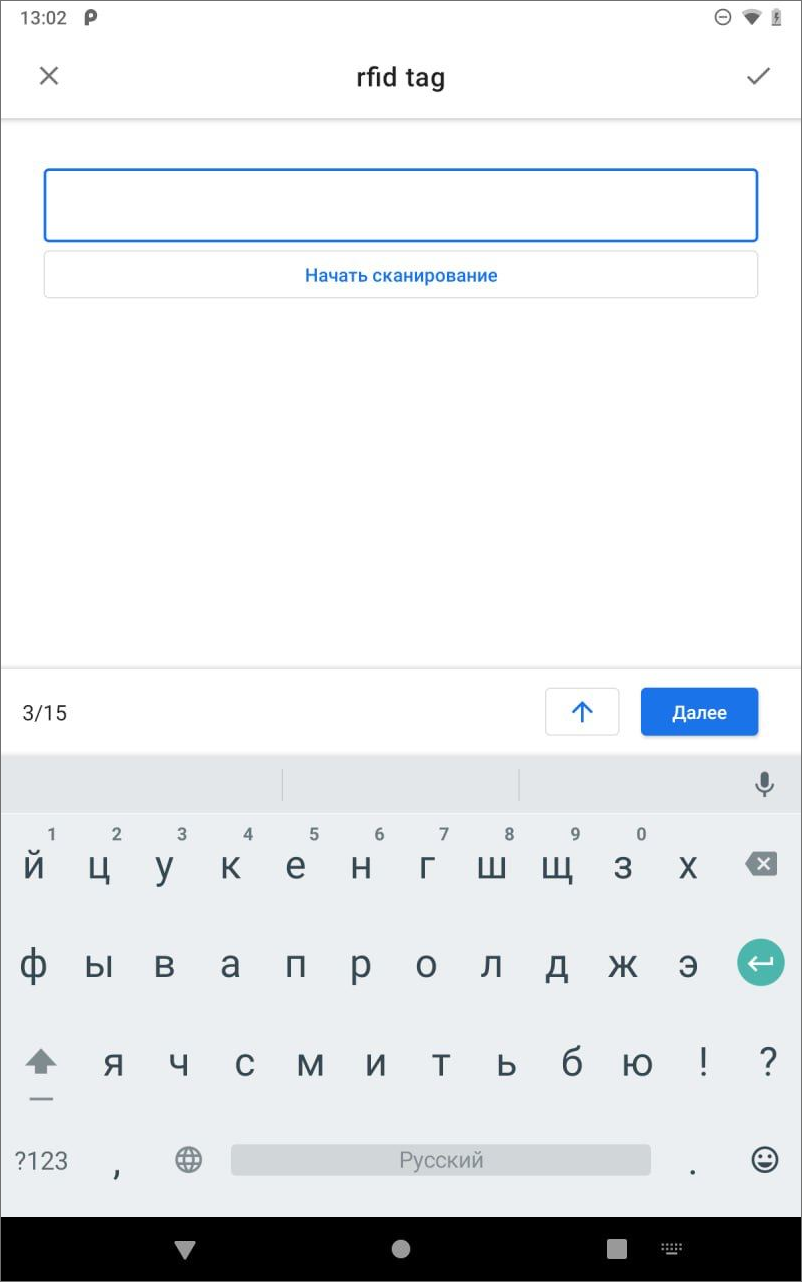 13:02
rfid tag
Начать сканирование
3/15
Далее
1 2 3 4 5 6 7 8 9 0
й ц у к е н г ш щ з х
ф ы в а п р о л д ж э
я ч с м и т ь б ю ! ?
?123 , Русский .